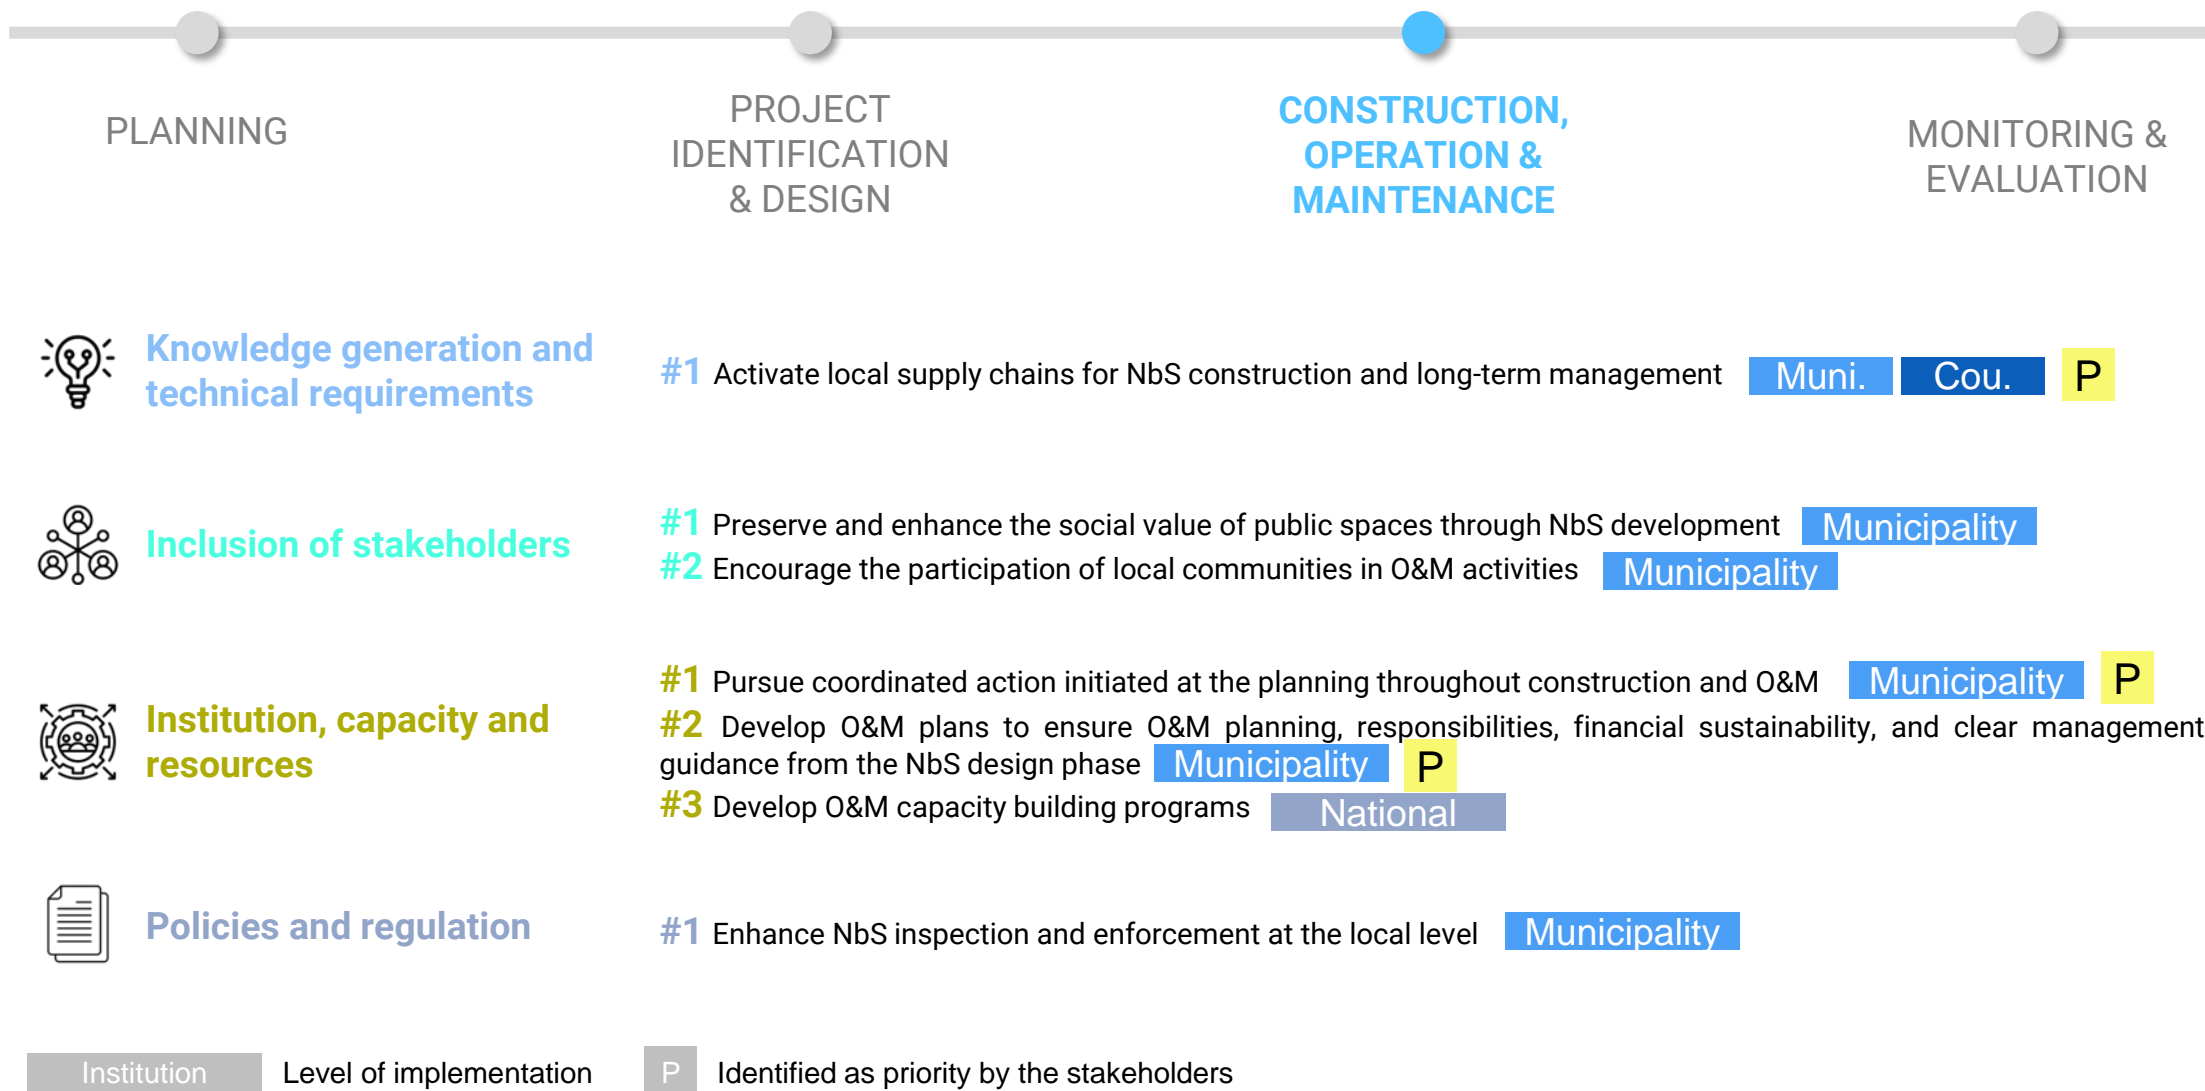 PLANNING
PROJECT
IDENTIFICATION
& DESIGN
CONSTRUCTION,
OPERATION &
MAINTENANCE
MONITORING &
EVALUATION
Knowledge generation and
technical requirements
#1 Activate local supply chains for NbS construction and long-term management Muni. Cou. P
Inclusion of stakeholders
#1 Preserve and enhance the social value of public spaces through NbS development Municipality
#2 Encourage the participation of local communities in O&M activities Municipality
Institution, capacity and
resources
#1 Pursue coordinated action initiated at the planning throughout construction and O&M Municipality P
#2 Develop O&M plans to ensure O&M planning, responsibilities, financial sustainability, and clear management
guidance from the NbS design phase Municipality P
#3 Develop O&M capacity building programs National
Policies and regulation
#1 Enhance NbS inspection and enforcement at the local level Municipality
Institution Level of implementation P Identified as priority by the stakeholders